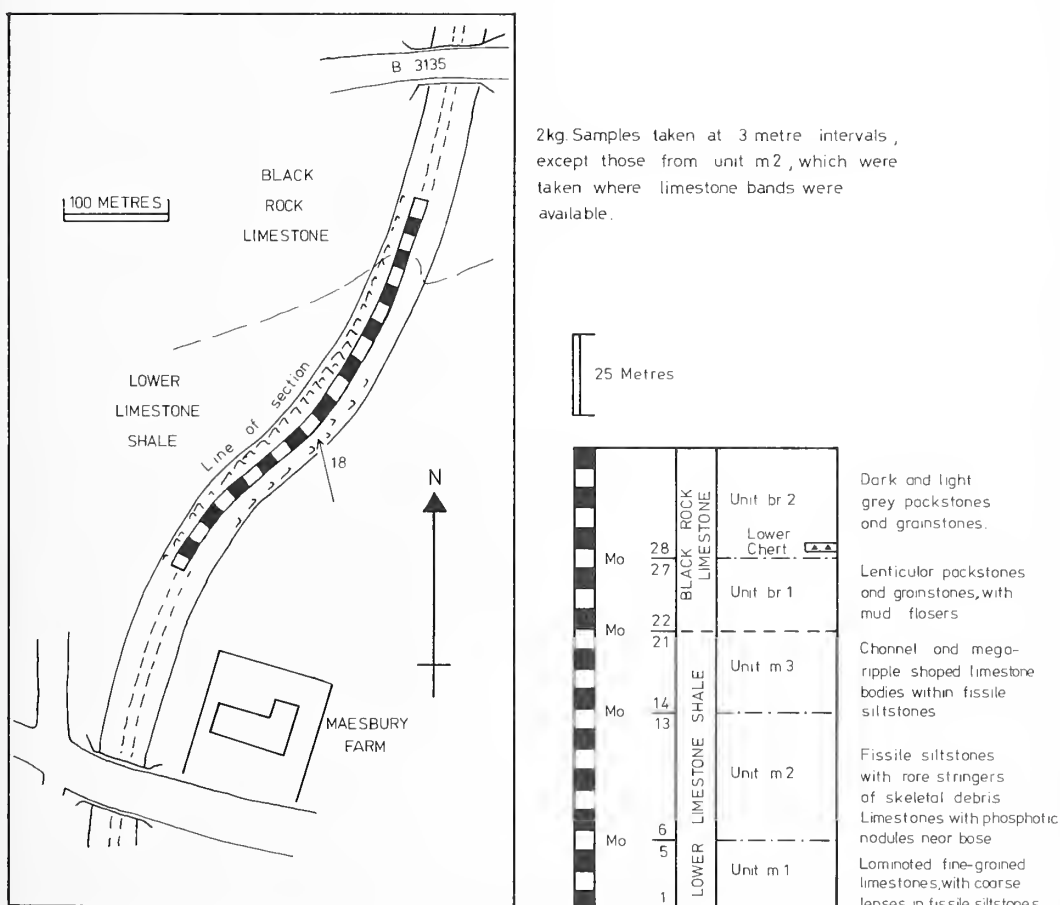 B 3135
BLACK
ROCK
LIMESTONE
100 METRES
LOWER
LIMESTONE
SHALE
Line of section
18
N
MAESBURY
FARM
2kg. Samples taken at 3 metre intervals,
except those from unit m2, which were
taken where limestone bands were
available.
25 Metres
BLACK ROCK
LIMESTONE
LOWER LIMESTONE SHALE
Unit br 2
Lower
Chert
Mo
28
27
Unit br 1
Mo
22
21
Unit m 3
Mo
14
13
Unit m 2
Mo
6
5
Unit m 1
1
Dark and light
grey packstones
and grainstones.
Lenticular packstones
and grainstones, with
mud flasers
Channel and mega-
ripple shaped limestone
bodies within fissile
siltstones
Fissile siltstones
with rare stringers
of skeletal debris
Limestones with phosphatic
nodules near base
Laminated fine-grained
limestones, with coarse
lenses in fissile siltstones